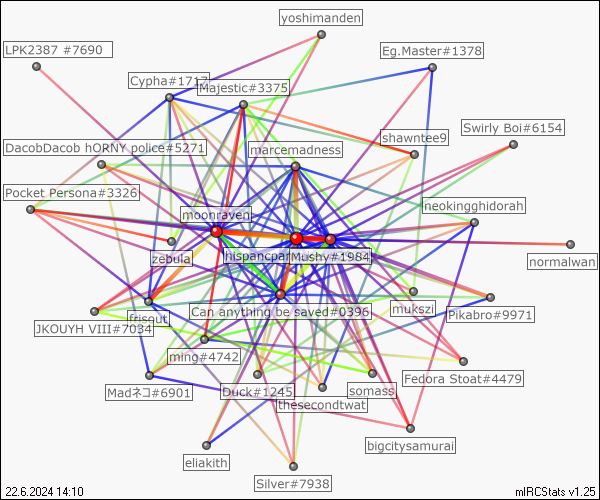 yoshimanden
LPK2387 #7690
Eg.Master#1378
Cypha#1717
Majestic#3375
shawntee9
Swirly Boi#6154
DacobDacob hORNY police#5271
marcemadness
Pocket Persona#3326
moonraven
neokingghidorah
zebula
hispancpar
Mushy#1984
normalwan
Can anything be saved#0396
mukszi
Pikabro#9971
frisout
JKOUYH VIII#7034
ming#4742
Fedora Stoat#4479
Madネコ#6901
Duck#1245
somass
thesecondtwat
bigcitysamurai
eliakith
Silver#7938
22.6.2024 14:10
mIRCStats v1.25